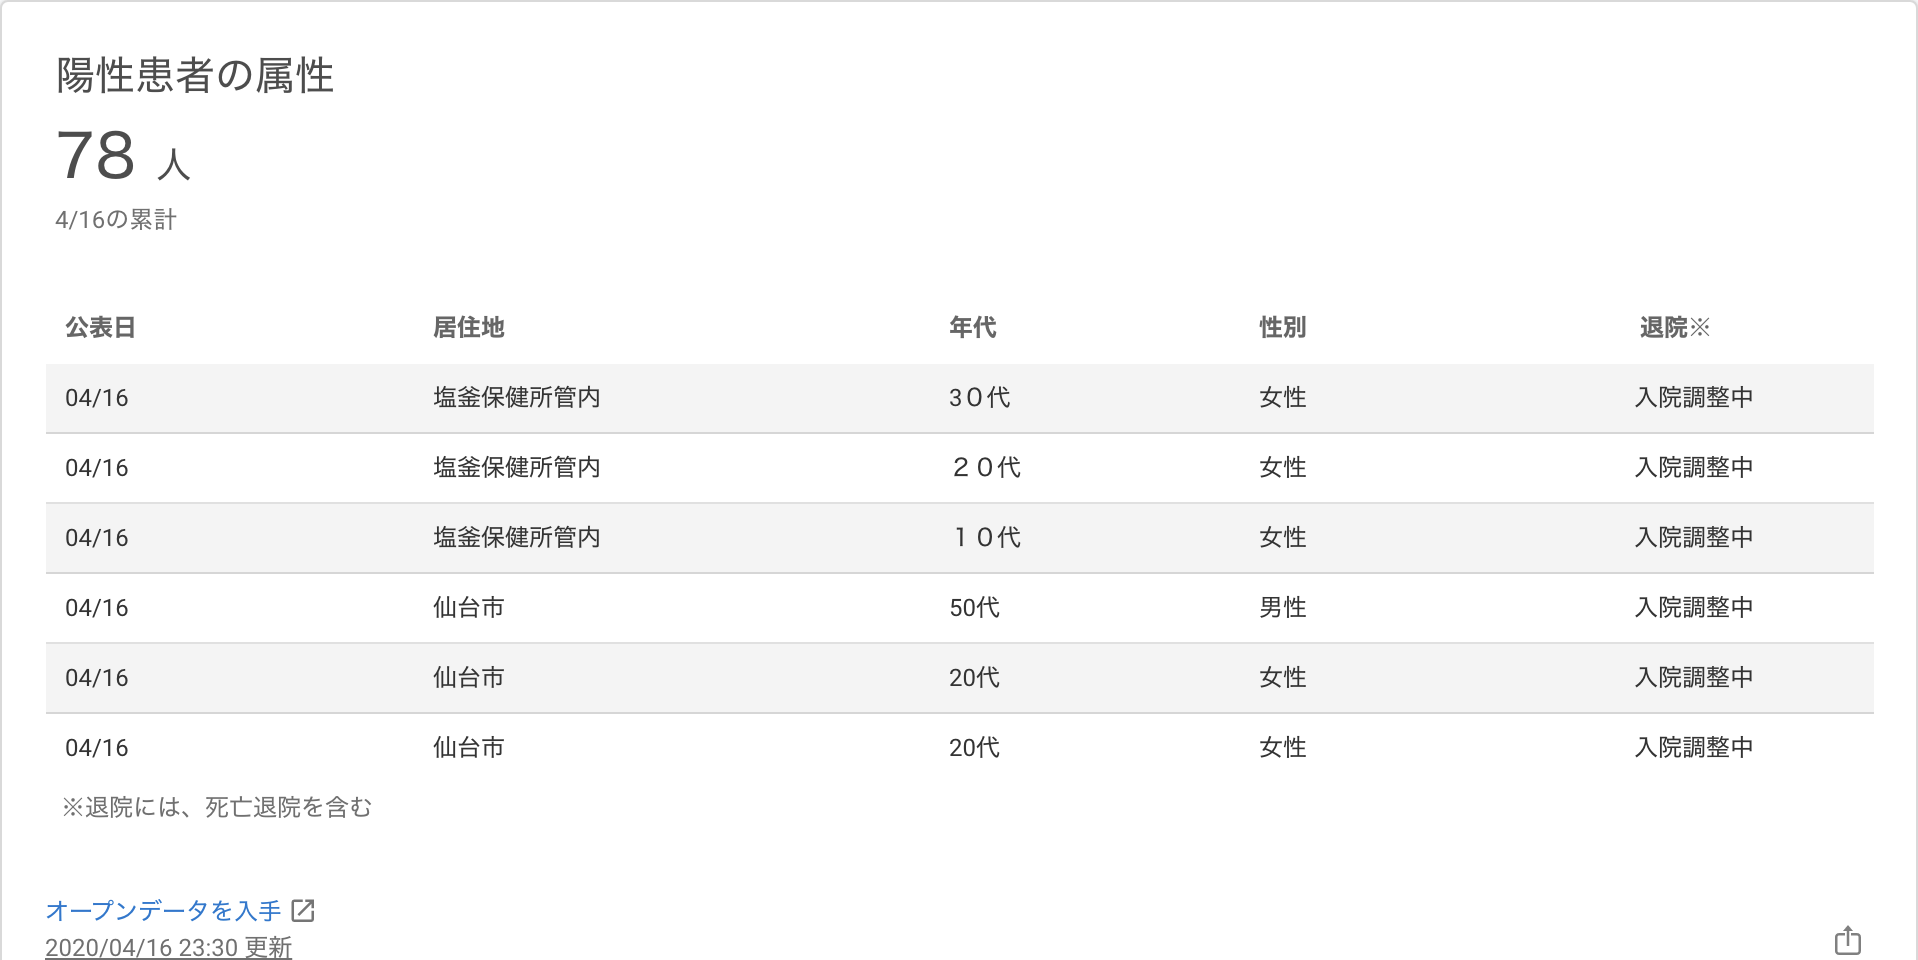 陽性患者の属性
78 人
4/16の累計
公表日 居住地 年代 性別 退院※
04/16 塩釜保健所管内 3０代 女性 入院調整中
04/16 塩釜保健所管内 ２０代 女性 入院調整中
04/16 塩釜保健所管内 １０代 女性 入院調整中
04/16 仙台市 50代 男性 入院調整中
04/16 仙台市 20代 女性 入院調整中
04/16 仙台市 20代 女性 入院調整中
※退院には、死亡退院を含む
オープンデータを入手
2020/04/16 23:30 更新